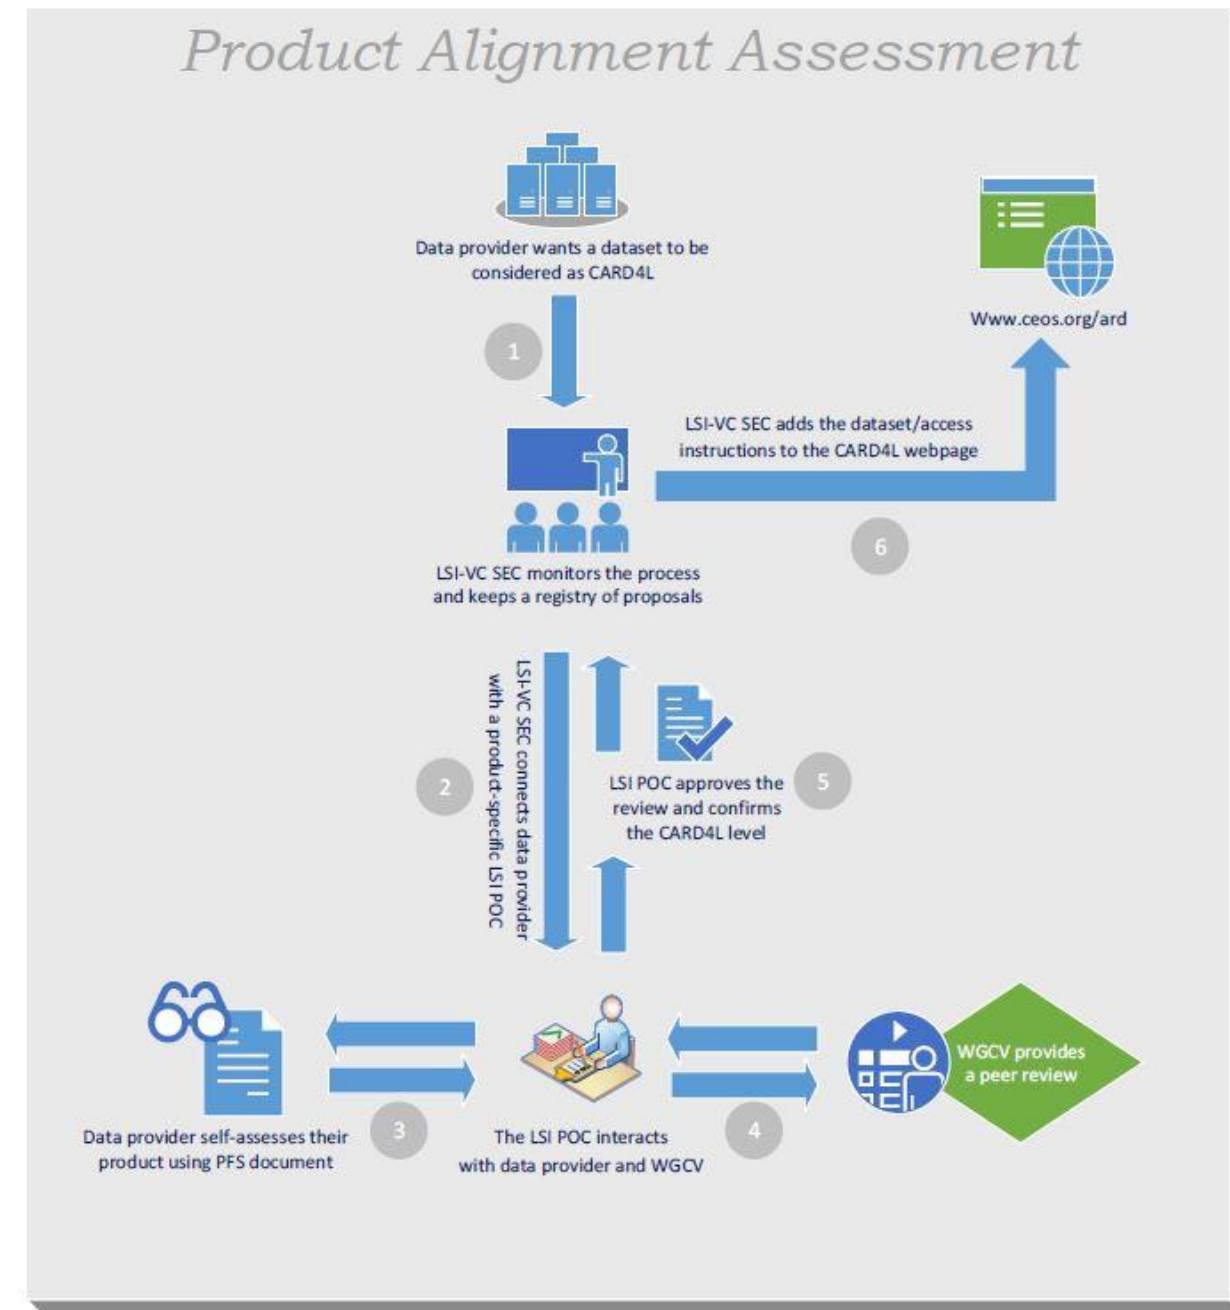 Product Alignment Assessment
Data provider wants a dataset to be
considered as CARD4L
1
Www.ceos.org/ard
LSI-VC SEC adds the dataset/access
instructions to the CARD4L webpage
6
LSI-VC SEC monitors the process
and keeps a registry of proposals
LSI-VC SEC connects data provider
with a product-specific LSI POC
2
LSI POC approves the
review and confirms
the CARD4L level
5
WGCV provides
a peer review
Data provider self-assesses their
product using PFS document
3
The LSI POC interacts
with data provider and WGCV
4